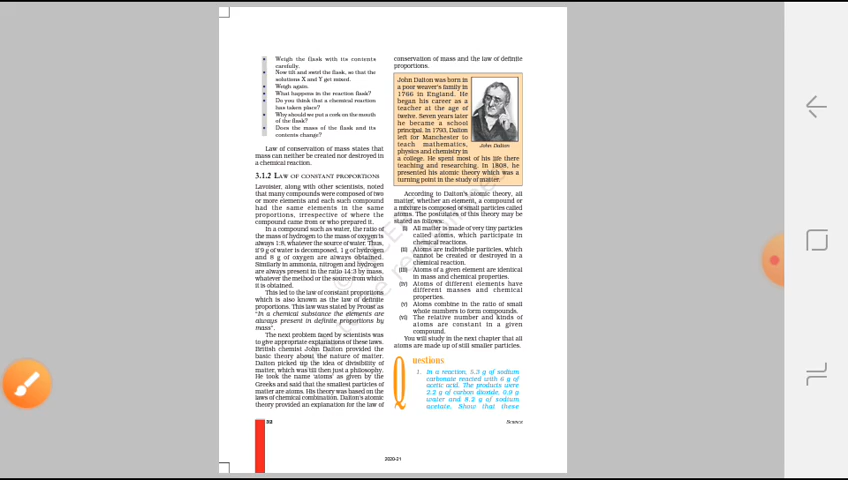 • Weigh the flask with its contents
carefully.
• Now tilt and swirl the flask, so that the
solutions X and Y get mixed.
• Weigh again.
• What happens in the reaction flask?
• Do you think that a chemical reaction
has taken place?
• Why should we put a cork on the mouth
of the flask?
• Does the mass of the flask and its
contents change?
Law of conservation of mass states that
mass can neither be created nor destroyed in
a chemical reaction.
3.1.2 LAW OF CONSTANT PROPORTIONS
Lavoisier, along with other scientists, noted
that many compounds were composed of two
or more elements and each such compound
had the same elements in the same
proportions, irrespective of where the
compound came from or who prepared it.
In a compound such as water, the ratio of
the mass of hydrogen to the mass of oxygen is
always 1:8, whatever the source of water. Thus,
if 9 g of water is decomposed, 1 g of hydrogen
and 8 g of oxygen are always obtained.
Similarly in ammonia, nitrogen and hydrogen
are always present in the ratio 14:3 by mass,
whatever the method or the source from which
it is obtained.
This led to the law of constant proportions
which is also known as the law of definite
proportions. This law was stated by Proust as
"In a chemical substance the elements are
always present in definite proportions by
mass".
The next problem faced by scientists was
to give appropriate explanations of these laws.
British chemist John Dalton provided the
basic theory about the nature of matter.
Dalton picked up the idea of divisibility of
matter, which was till then just a philosophy.
He took the name 'atoms' as given by the
Greeks and said that the smallest particles of
matter are atoms. His theory was based on the
laws of chemical combination. Dalton's atomic
theory provided an explanation for the law of
conservation of mass and the law of definite
proportions.
John Dalton was born in
a poor weaver's family in
1766 in England. He
began his career as a
teacher at the age of
twelve. Seven years later
he became a school
principal. In 1793, Dalton
left for Manchester to
teach mathematics,
physics and chemistry in
a college. He spent most of his life there
teaching and researching. In 1808, he
presented his atomic theory which was a
turning point in the study of matter.
John Dalton
According to Dalton's atomic theory, all
matter, whether an element, a compound or
a mixture is composed of small particles called
atoms. The postulates of this theory may be
stated as follows:
(i) All matter is made of very tiny particles
called atoms, which participate in
chemical reactions.
(ii) Atoms are indivisible particles, which
cannot be created or destroyed in a
chemical reaction.
(iii) Atoms of a given element are identical
in mass and chemical properties.
(iv) Atoms of different elements have
different masses and chemical
properties.
(v) Atoms combine in the ratio of small
whole numbers to form compounds.
(vi) The relative number and kinds of
atoms are constant in a given
compound.
You will study in the next chapter that all
atoms are made up of still smaller particles.
Questions
1. In a reaction, 5.3 g of sodium
carbonate reacted with 6 g of
acetic acid. The products were
2.2 g of carbon dioxide, 0.9 g
water and 8.2 g of sodium
acetate. Show that these
32
Science
2020-21